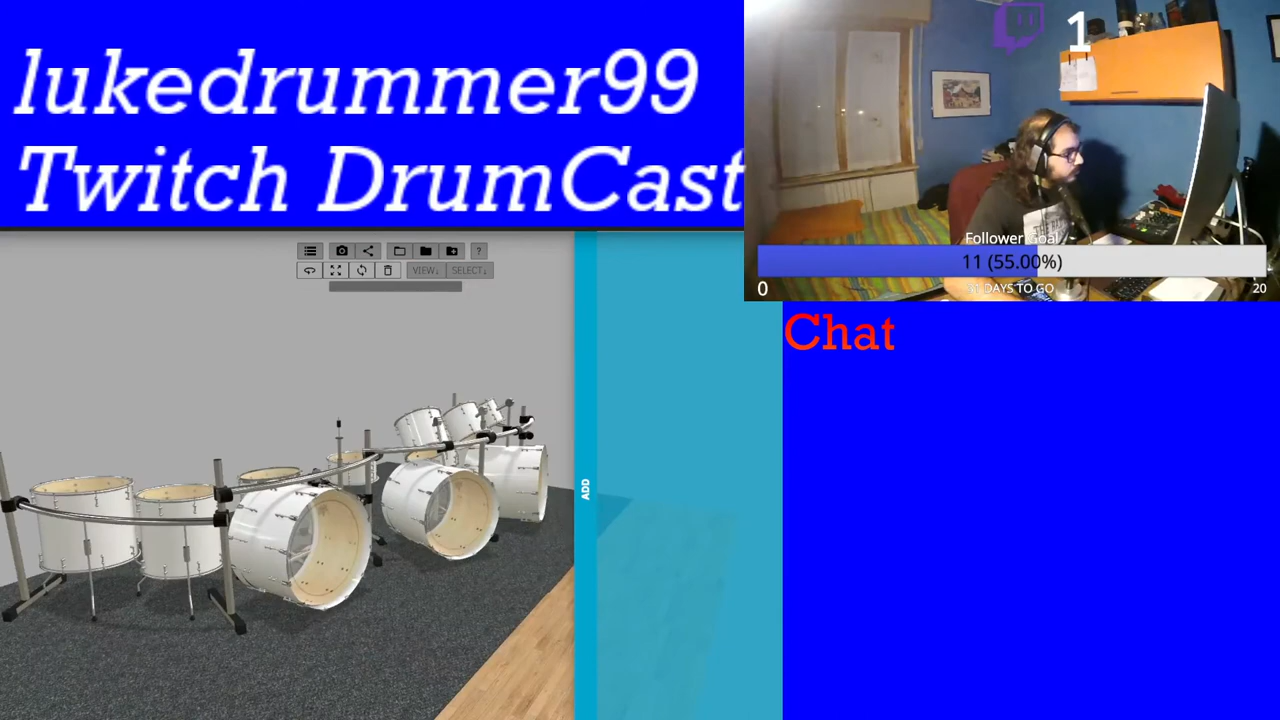 lukedrummer99
Twitch DrumCast
1
Follower Goal
11 (55.00%)
0
DAYS TO GO
20
?
VIEW↓
SELECT↓
ADD
Chat